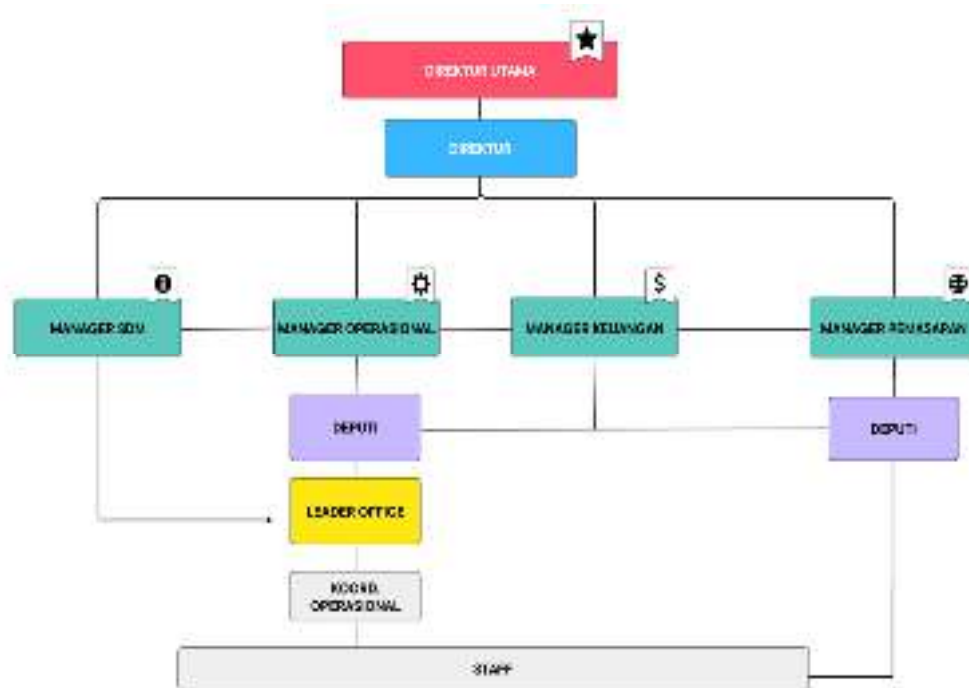 DIREKTUR UTAMA
DIREKTUR
MANAGER SDM
MANAGER OPERASIONAL
$
MANAGER KEUANGAN
MANAGER PEMASARAN
DEPUTI
DEPUTI
LEADER OFFICE
KOORD.
OPERASIONAL
STAFF